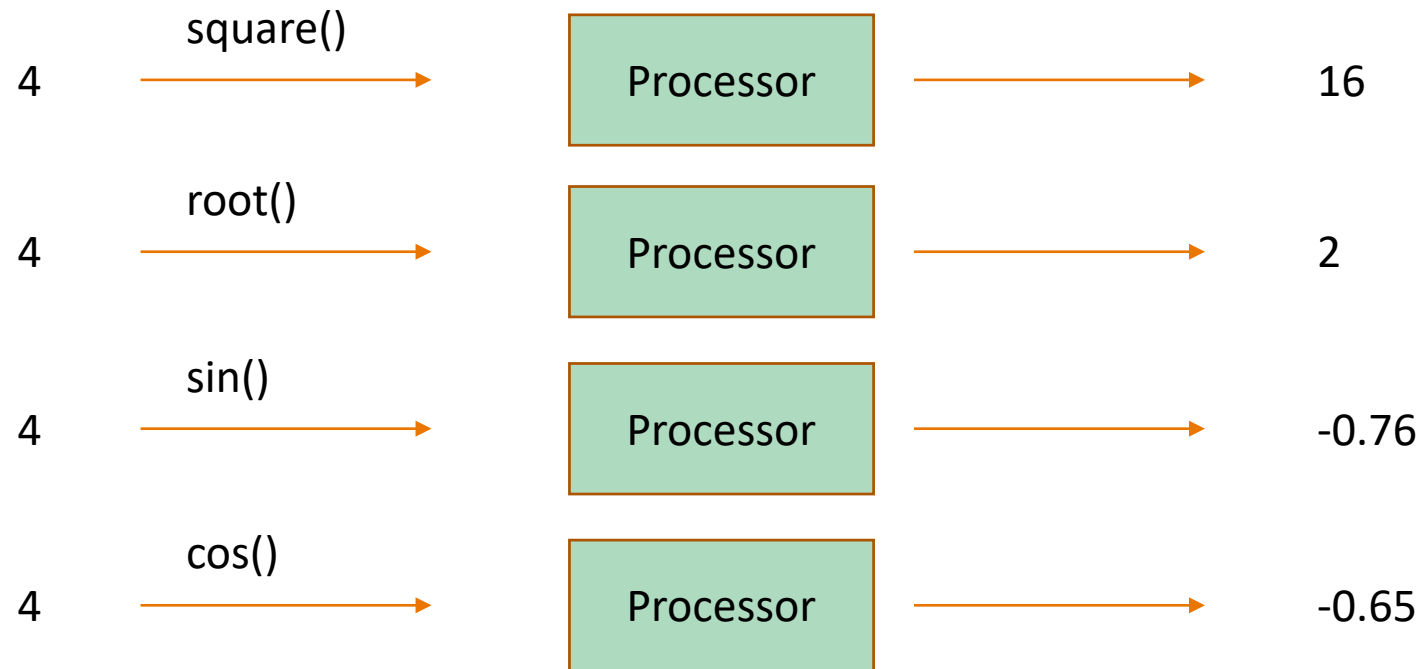 square()
4 Processor 16
root()
4 Processor 2
sin()
4 Processor -0.76
cos()
4 Processor -0.65